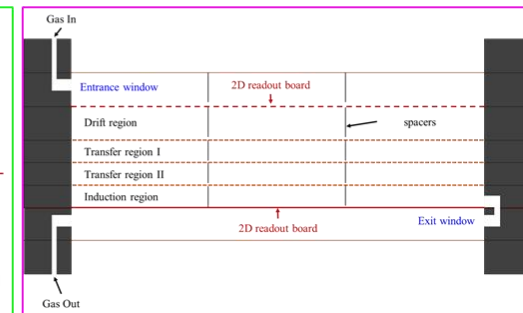 Gas In
Entrance window
2D readout board
Drift region
spacers
Transfer region I
Transfer region II
Induction region
Exit window
2D readout board
Gas Out